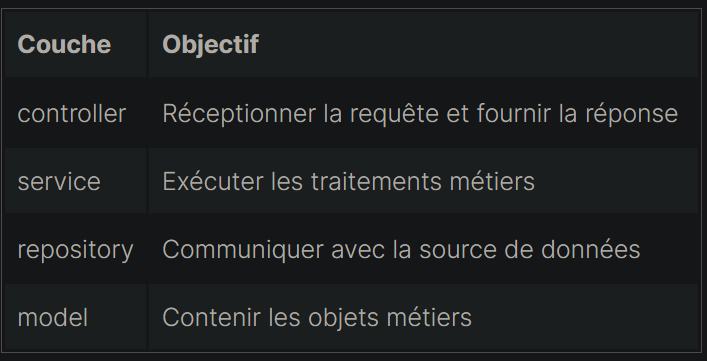 Couche Objectif
controller Réceptionner la requête et fournir la réponse
service Exécuter les traitements métiers
repository Communiquer avec la source de données
model Contenir les objets métiers